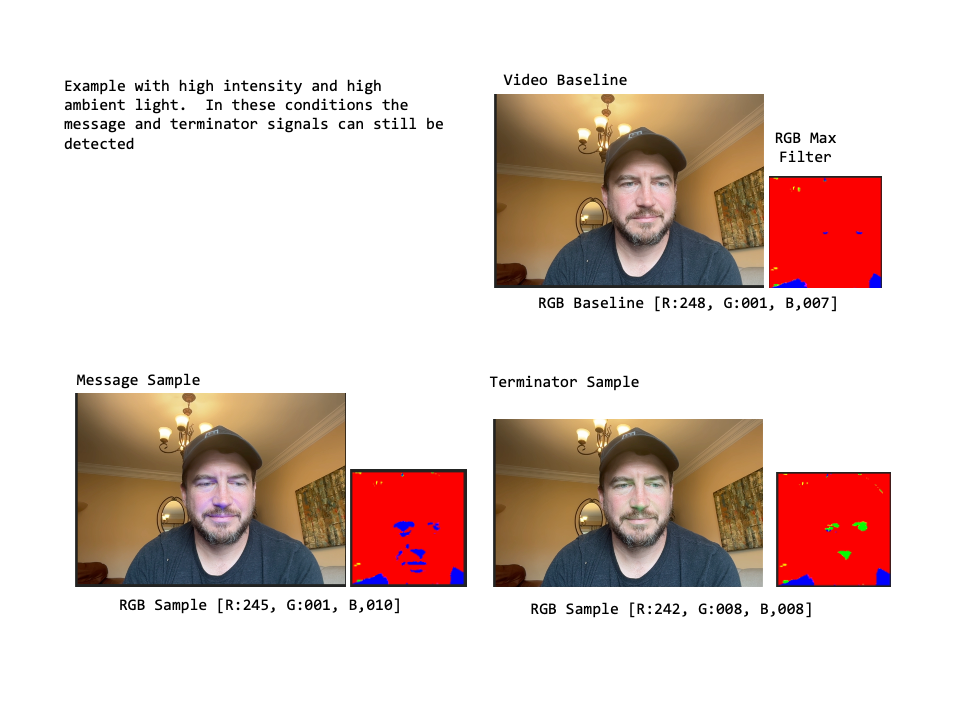 Example with high intensity and high
ambient light.  In these conditions the
message and terminator signals can still be
detected
Video Baseline
RGB Max
Filter
RGB Baseline [R:248, G:001, B,007]
Message Sample
RGB Sample [R:245, G:001, B,010]
Terminator Sample
RGB Sample [R:242, G:008, B,008]